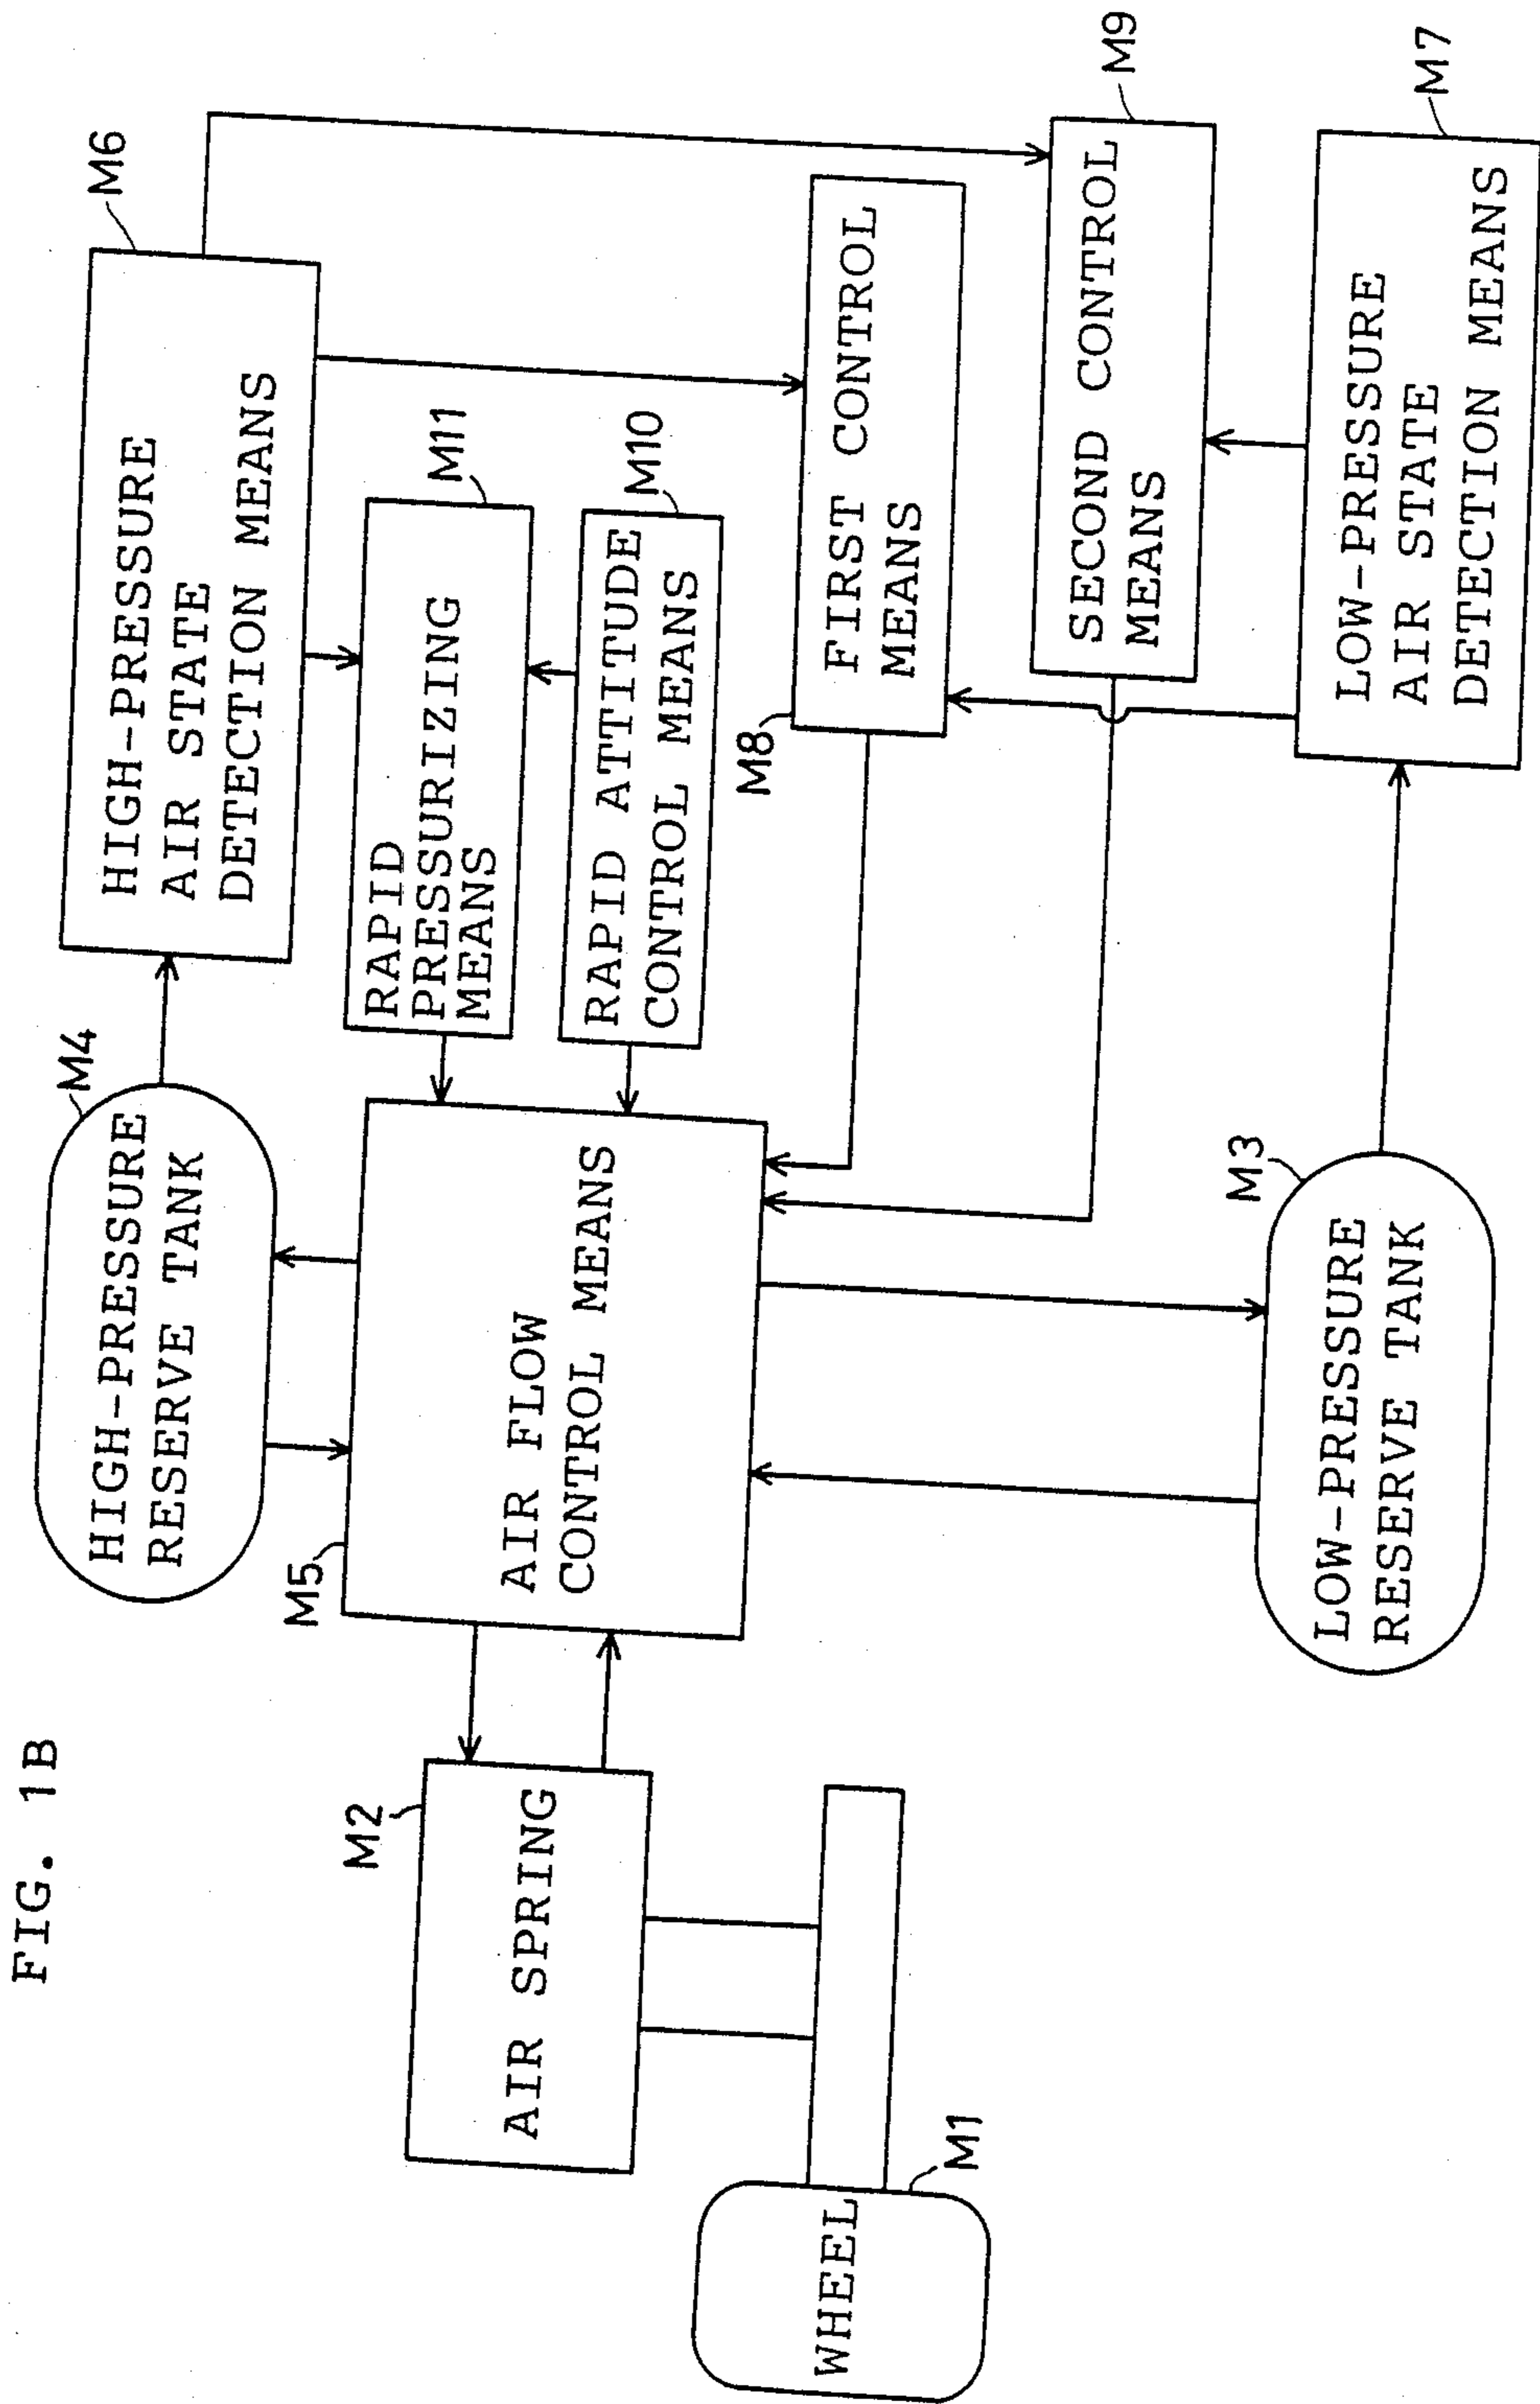 FIG. 1B
M4
HIGH-PRESSURE
RESERVE TANK
M6
HIGH-PRESSURE
AIR STATE
DETECTION MEANS
M11
RAPID
PRESSURIZING
MEANS
M10
RAPID ATTITUDE
CONTROL MEANS
M5
AIR FLOW
CONTROL MEANS
M2
AIR SPRING
M8
FIRST CONTROL
MEANS
M9
SECOND CONTROL
MEANS
M1
WHEEL
M3
LOW-PRESSURE
RESERVE TANK
M7
LOW-PRESSURE
AIR STATE
DETECTION MEANS